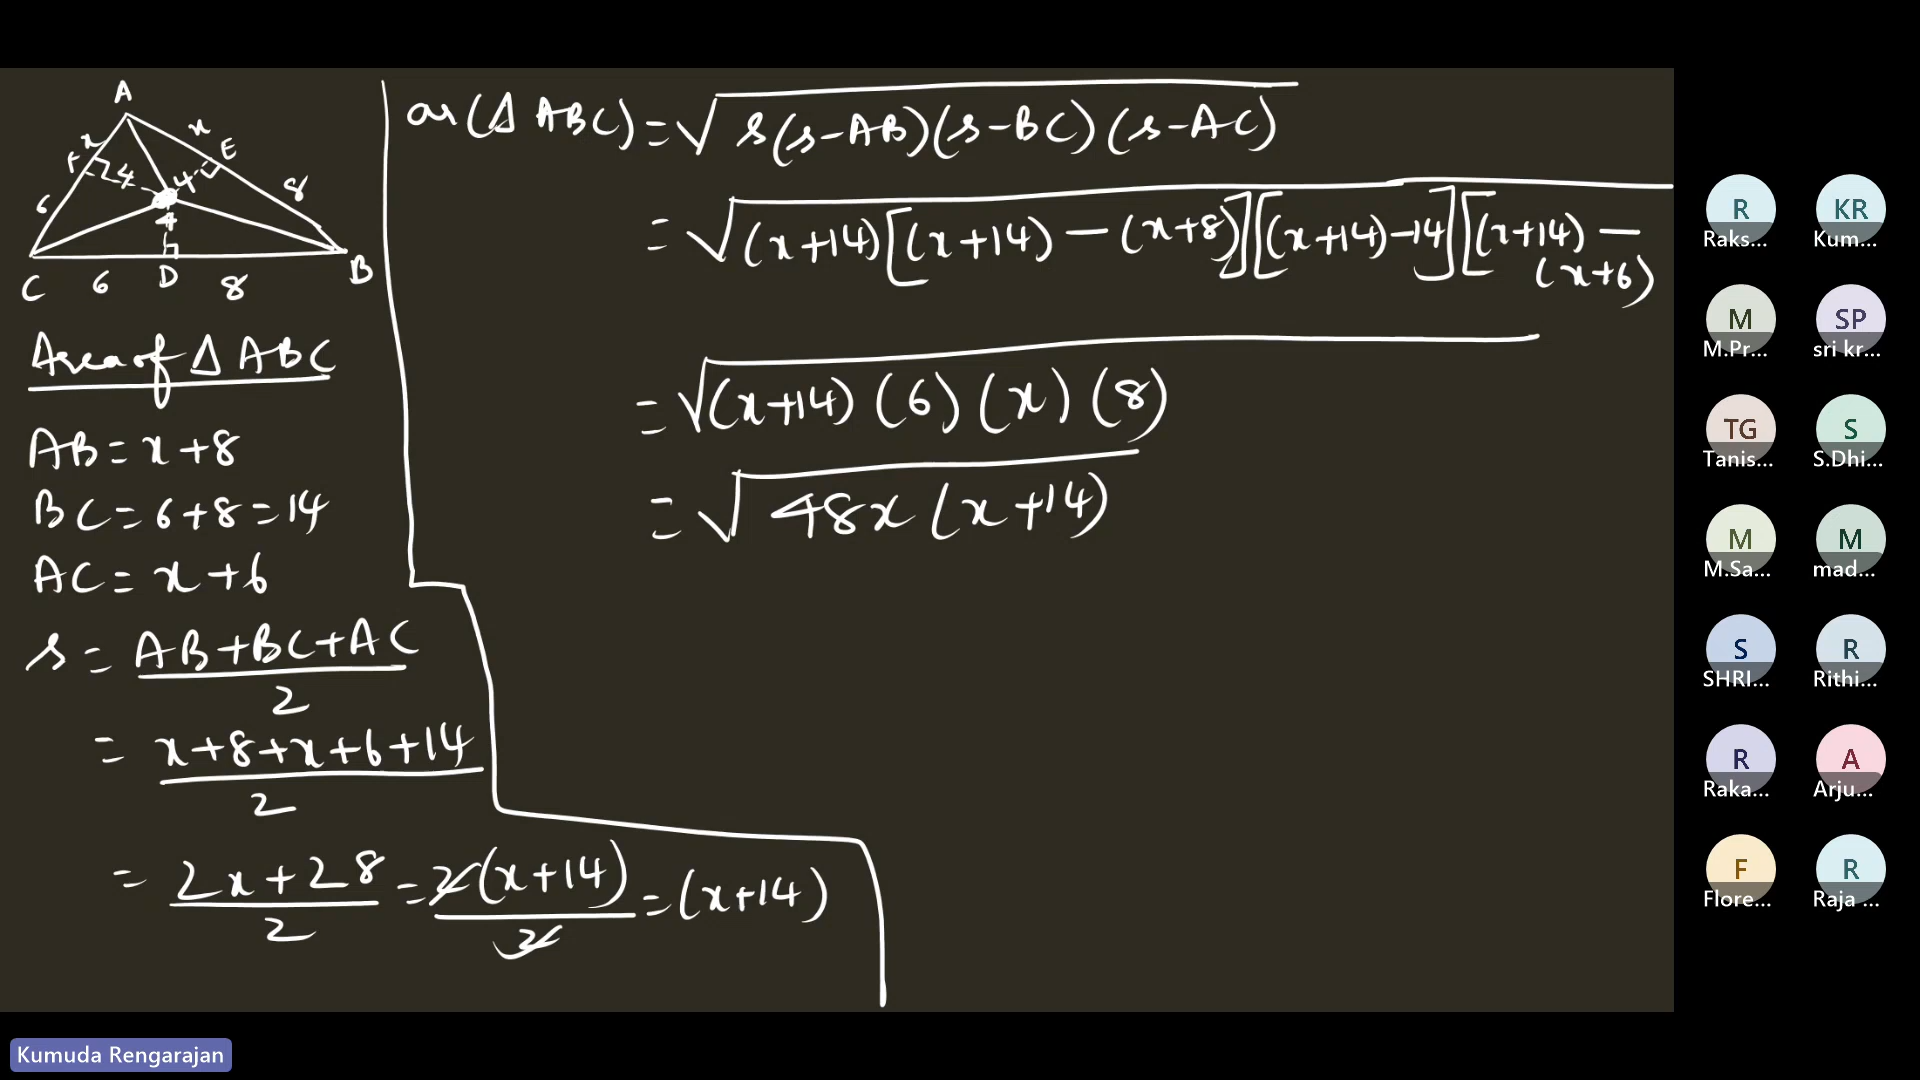 A
x
x
F
E
4
4
8
6
4
C
6
D
8
B
Area of Δ ABC
AB = x+8
BC = 6+8 = 14
AC = x+6
s = AB+BC+AC
2
= x+8+x+6+14
2
= 2x+28 = 2(x+14) = (x+14)
2 2
ar(Δ ABC) = √s(s-AB)(s-BC)(s-AC)
= √(x+14)[(x+14)-(x+8)][(x+14)-14][(x+14)-
(x+6)
= √(x+14)(6)(x)(8)
= √48x(x+14)
R KR
Raks... Kum...
M SP
M.Pr... sri kr...
TG S
Tanis... S.Dhi...
M M
M.Sa... mad...
S R
SHRI... Rithi...
R A
Raka... Arju...
F R
Flore... Raja ...
Kumuda Rengarajan